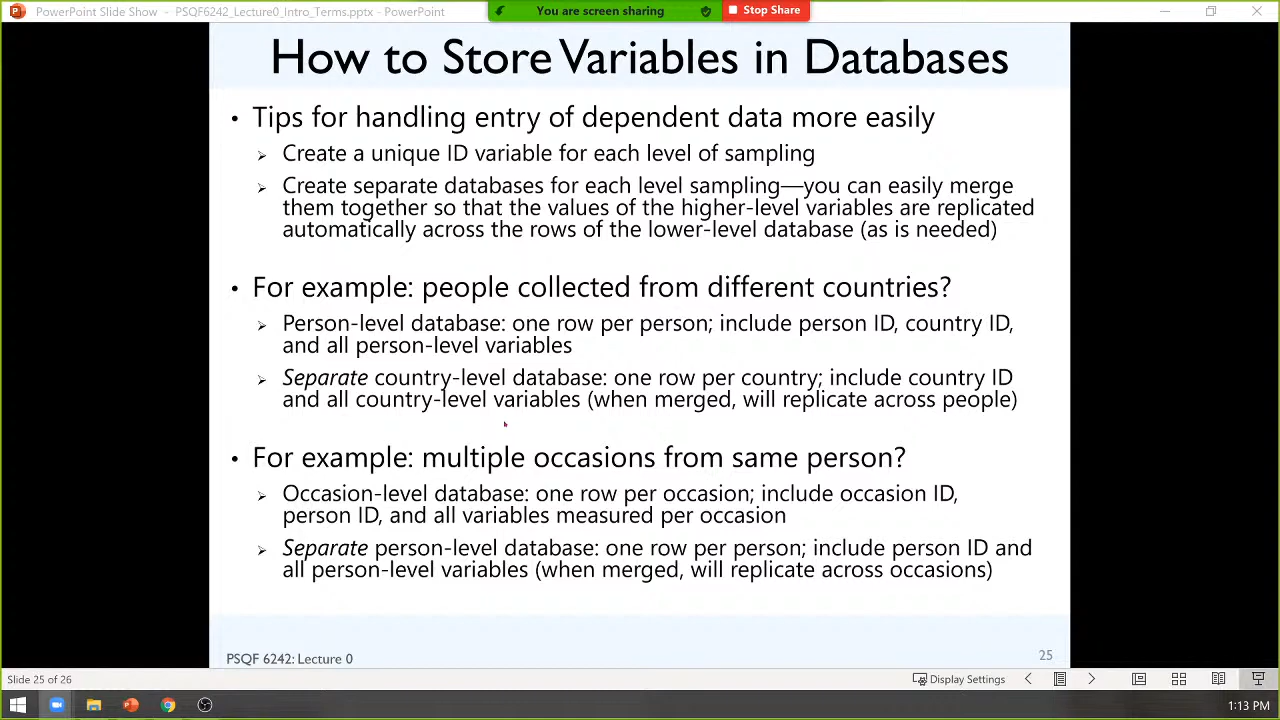 PowerPoint Slide Show - PSQF6242_Lecture0_Intro_Terms.pptx - PowerPoint
You are screen sharing
Stop Share
How to Store Variables in Databases
• Tips for handling entry of dependent data more easily
➢ Create a unique ID variable for each level of sampling
➢ Create separate databases for each level sampling—you can easily merge
them together so that the values of the higher-level variables are replicated
automatically across the rows of the lower-level database (as is needed)
• For example: people collected from different countries?
➢ Person-level database: one row per person; include person ID, country ID,
and all person-level variables
➢ Separate country-level database: one row per country; include country ID
and all country-level variables (when merged, will replicate across people)
• For example: multiple occasions from same person?
➢ Occasion-level database: one row per occasion; include occasion ID,
person ID, and all variables measured per occasion
➢ Separate person-level database: one row per person; include person ID and
all person-level variables (when merged, will replicate across occasions)
PSQF 6242: Lecture 0
25
Slide 25 of 26
Display Settings
1:13 PM